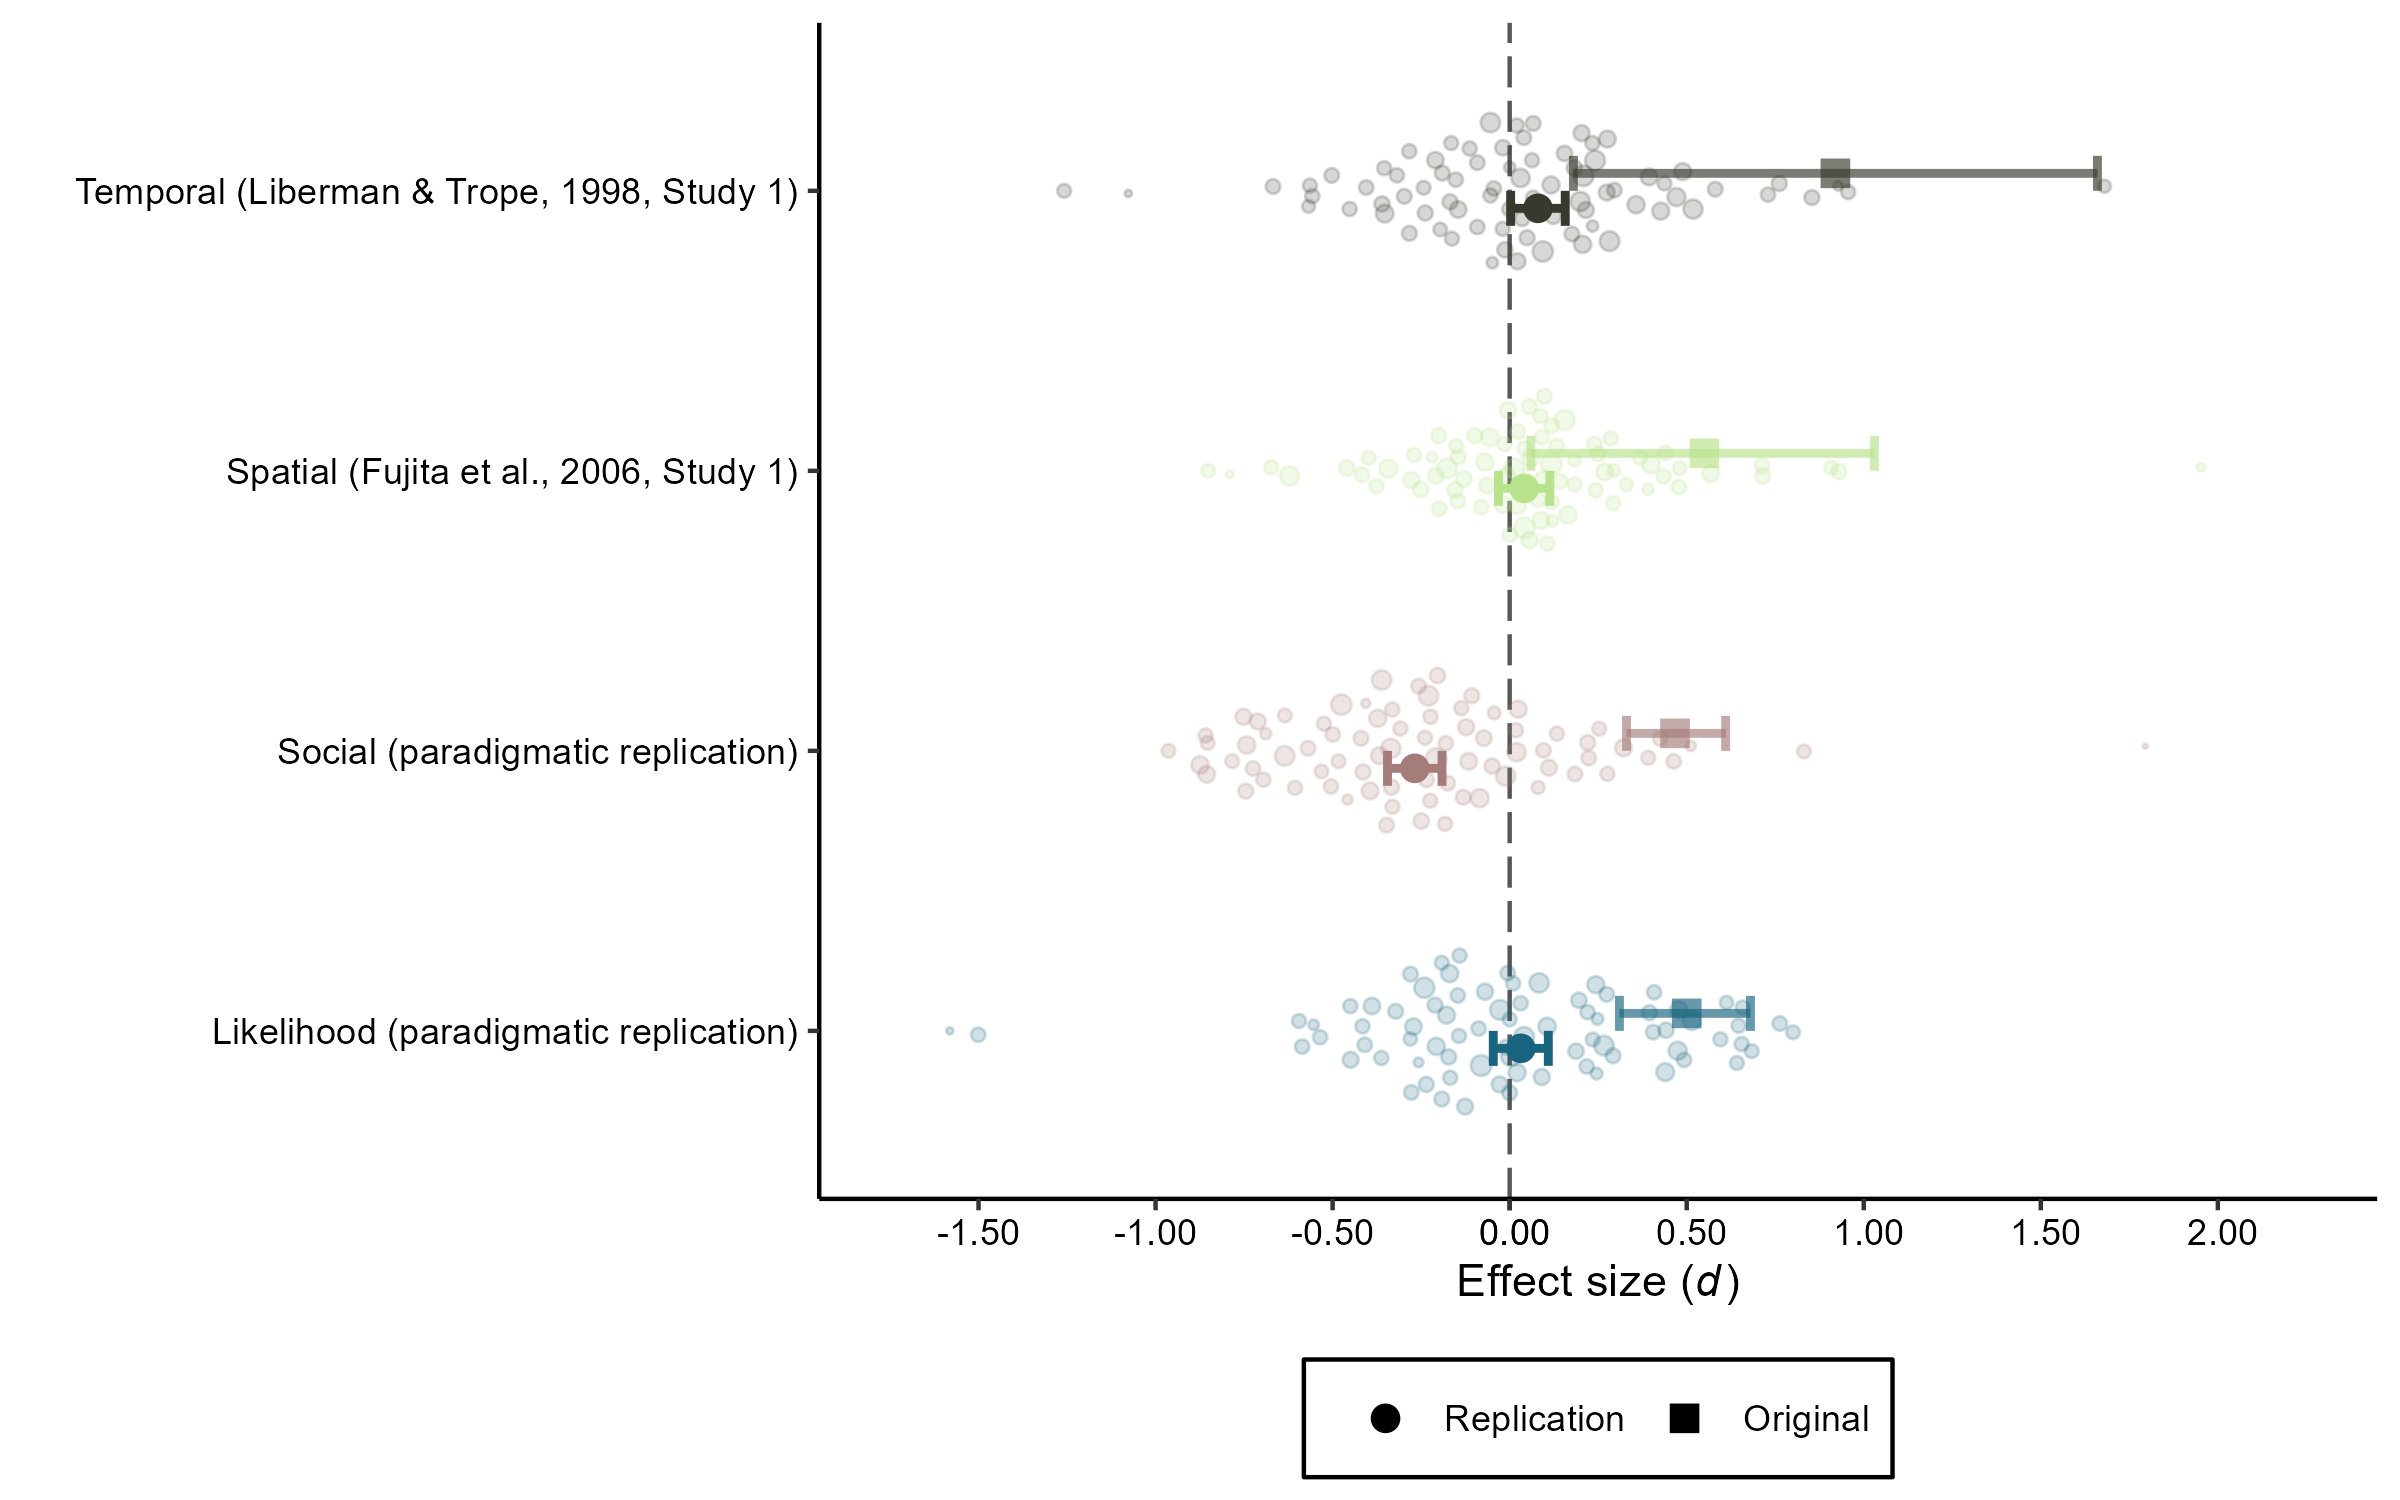 Temporal (Liberman & Trope, 1998, Study 1)
Spatial (Fujita et al., 2006, Study 1)
Social (paradigmatic replication)
Likelihood (paradigmatic replication)
-1.50 -1.00 -0.50 0.00 0.50 1.00 1.50 2.00
Effect size (d)
Replication Original